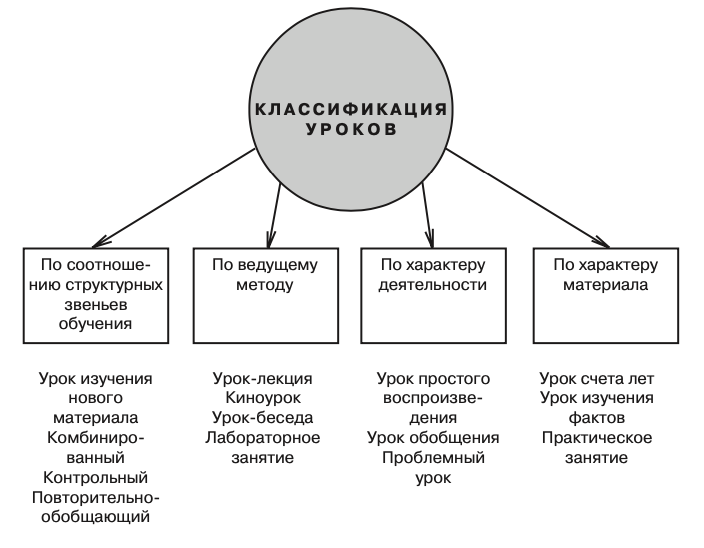 КЛАССИФИКАЦИЯ
УРОКОВ
По соотноше-
нию структурных
звеньев
обучения
По ведущему
методу
По характеру
деятельности
По характеру
материала
Урок изучения
нового
материала
Комбиниро-
ванный
Контрольный
Повторительно-
обобщающий
Урок-лекция
Киноурок
Урок-беседа
Лабораторное
занятие
Урок простого
воспроизве-
дения
Урок обобщения
Проблемный
урок
Урок счета лет
Урок изучения
фактов
Практическое
занятие